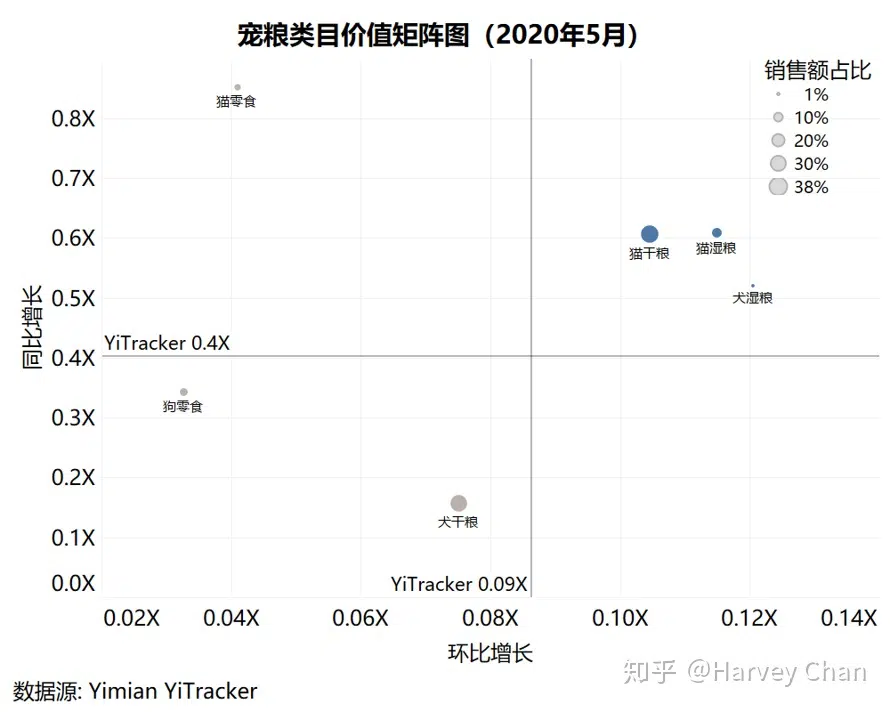 宠粮类目价值矩阵图（2020年5月）
销售额占比
1%
10%
20%
30%
38%
同比增长
0.8X
0.7X
0.6X
0.5X
0.4X
0.3X
0.2X
0.1X
0.0X
猫零食
猫干粮
猫湿粮
犬湿粮
YiTracker 0.4X
狗零食
犬干粮
YiTracker 0.09X
0.02X
0.04X
0.06X
0.08X
0.10X
0.12X
0.14X
环比增长
知乎 @Harvey Chan
数据源: Yimian YiTracker